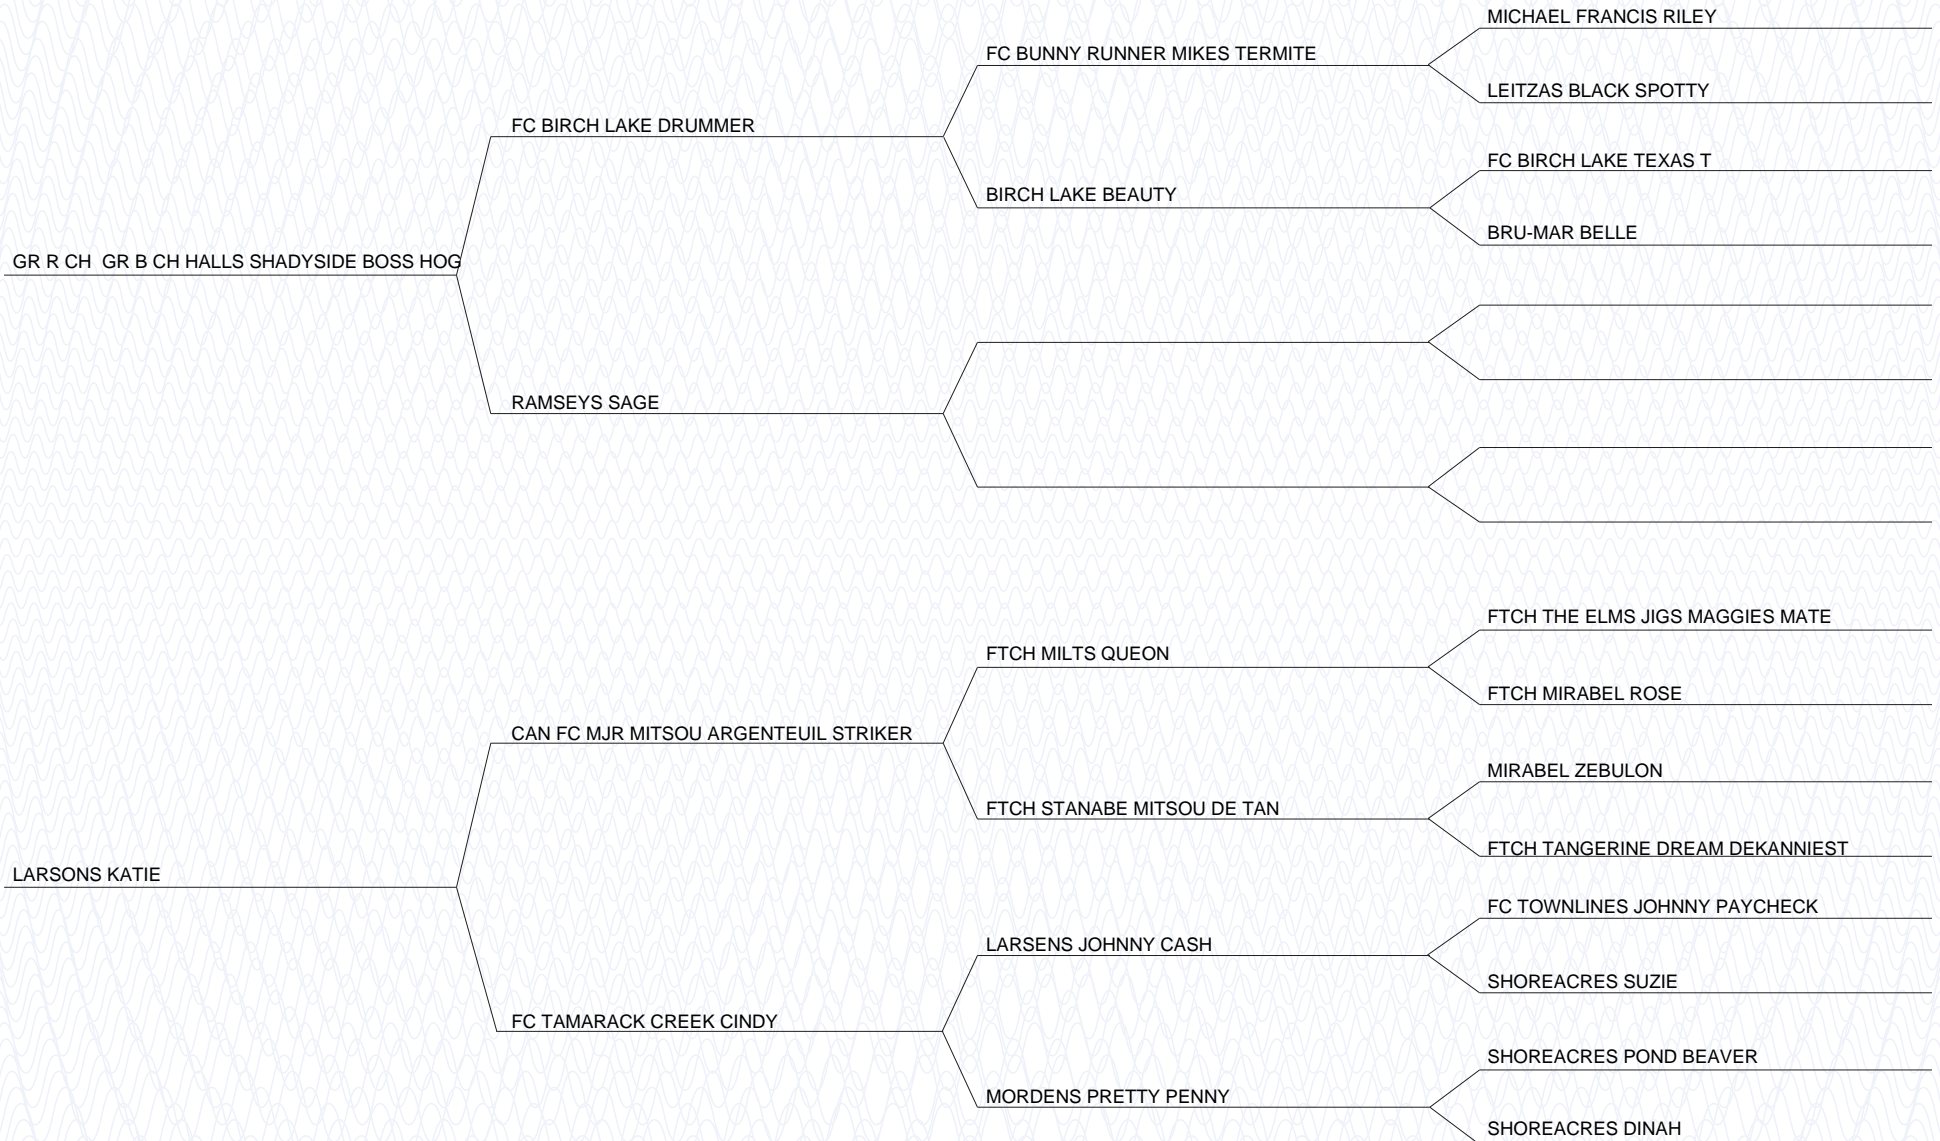 MICHAEL FRANCIS RILEY
FC BUNNY RUNNER MIKES TERMITE
LEITZAS BLACK SPOTTY
FC BIRCH LAKE DRUMMER
FC BIRCH LAKE TEXAS T
BIRCH LAKE BEAUTY
BRU-MAR BELLE
GR R CH  GR B CH HALLS SHADYSIDE BOSS HOG
RAMSEYS SAGE
FTCH THE ELMS JIGS MAGGIES MATE
FTCH MILTS QUEON
FTCH MIRABEL ROSE
CAN FC MJR MITSOU ARGENTEUIL STRIKER
MIRABEL ZEBULON
FTCH STANABE MITSOU DE TAN
FTCH TANGERINE DREAM DEKANNIEST
LARSONS KATIE
FC TOWNLINES JOHNNY PAYCHECK
LARSENS JOHNNY CASH
SHOREACRES SUZIE
FC TAMARACK CREEK CINDY
SHOREACRES POND BEAVER
MORDENS PRETTY PENNY
SHOREACRES DINAH